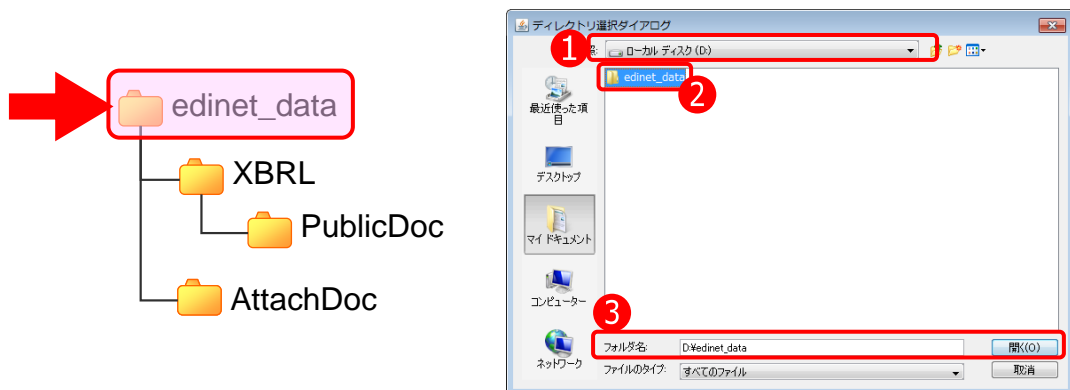 edinet_data
XBRL
PublicDoc
AttachDoc
ディレクトリ選択ダイアログ
1
ローカル ディスク (D:)
edinet_data
2
最近使った項
目
デスクトップ
マイ ドキュメント
コンピューター
ネットワーク
3
フォルダ名:
D:¥edinet_data
開く(O)
ファイルのタイプ:
すべてのファイル
取消